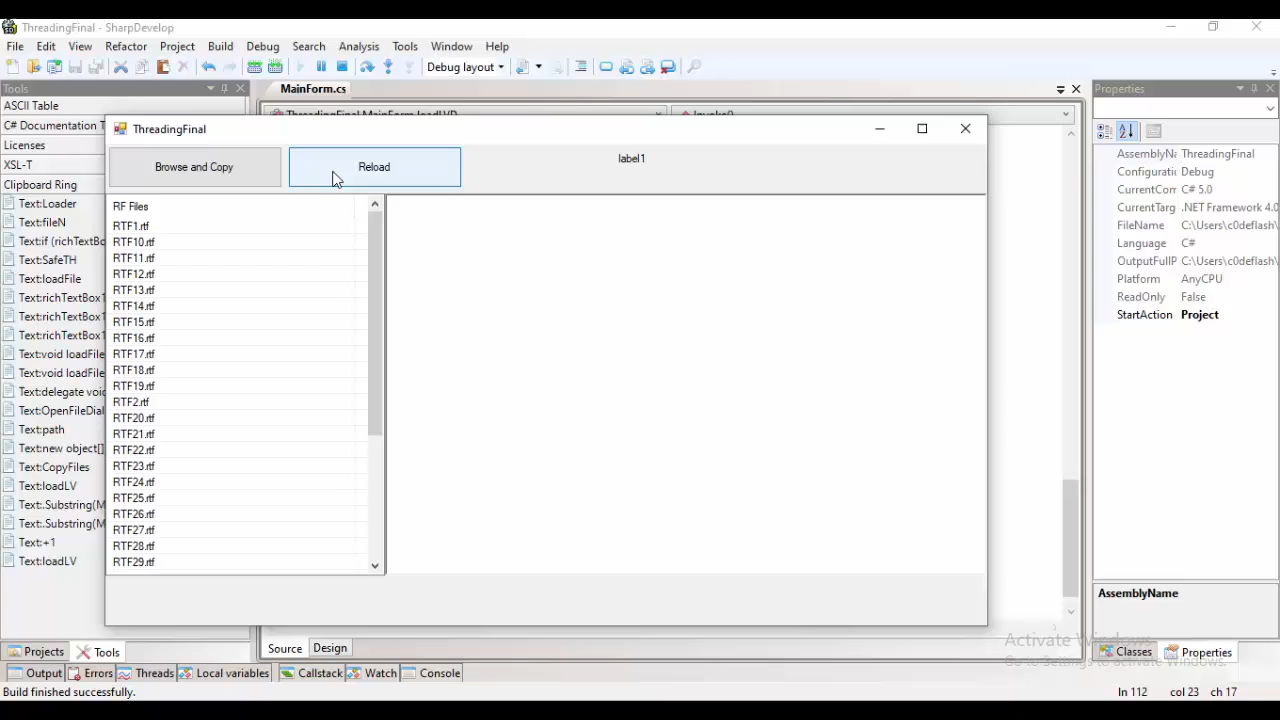 ThreadingFinal - SharpDevelop
File Edit View Refactor Project Build Debug Search Analysis Tools Window Help
Debug layout
Tools
MainForm.cs
Properties
ASCII Table
C# Documentation T
Licenses
XSL-T
Clipboard Ring
Text:Loader
Text:fileN
Text:if (richTextBo
Text:SafeTH
Text:loadFile
Text:richTextBox1
Text:richTextBox1
Text:richTextBox1
Text:void loadFile
Text:void loadFile
Text:delegate void
Text:OpenFileDial
Text:path
Text:new object[]
Text:CopyFiles
Text:loadLV
Text:.Substring(M
Text:.Substring(M
Text:+1
Text:loadLV
ThreadingFinal
Browse and Copy
Reload
label1
RF Files
RTF1.rtf
RTF10.rtf
RTF11.rtf
RTF12.rtf
RTF13.rtf
RTF14.rtf
RTF15.rtf
RTF16.rtf
RTF17.rtf
RTF18.rtf
RTF19.rtf
RTF2.rtf
RTF20.rtf
RTF21.rtf
RTF22.rtf
RTF23.rtf
RTF24.rtf
RTF25.rtf
RTF26.rtf
RTF27.rtf
RTF28.rtf
RTF29.rtf
AssemblyNa ThreadingFinal
Configuratic Debug
CurrentCom C# 5.0
CurrentTarg .NET Framework 4.0
FileName C:\Users\c0deflash\
Language C#
OutputFullP C:\Users\c0deflash\
Platform AnyCPU
ReadOnly False
StartAction Project
AssemblyName
Activate Windows
Go to Settings to activate Windows.
Source Design
Projects Tools
Classes Properties
Output Errors Threads Local variables Callstack Watch Console
Build finished successfully.
ln 112 col 23 ch 17